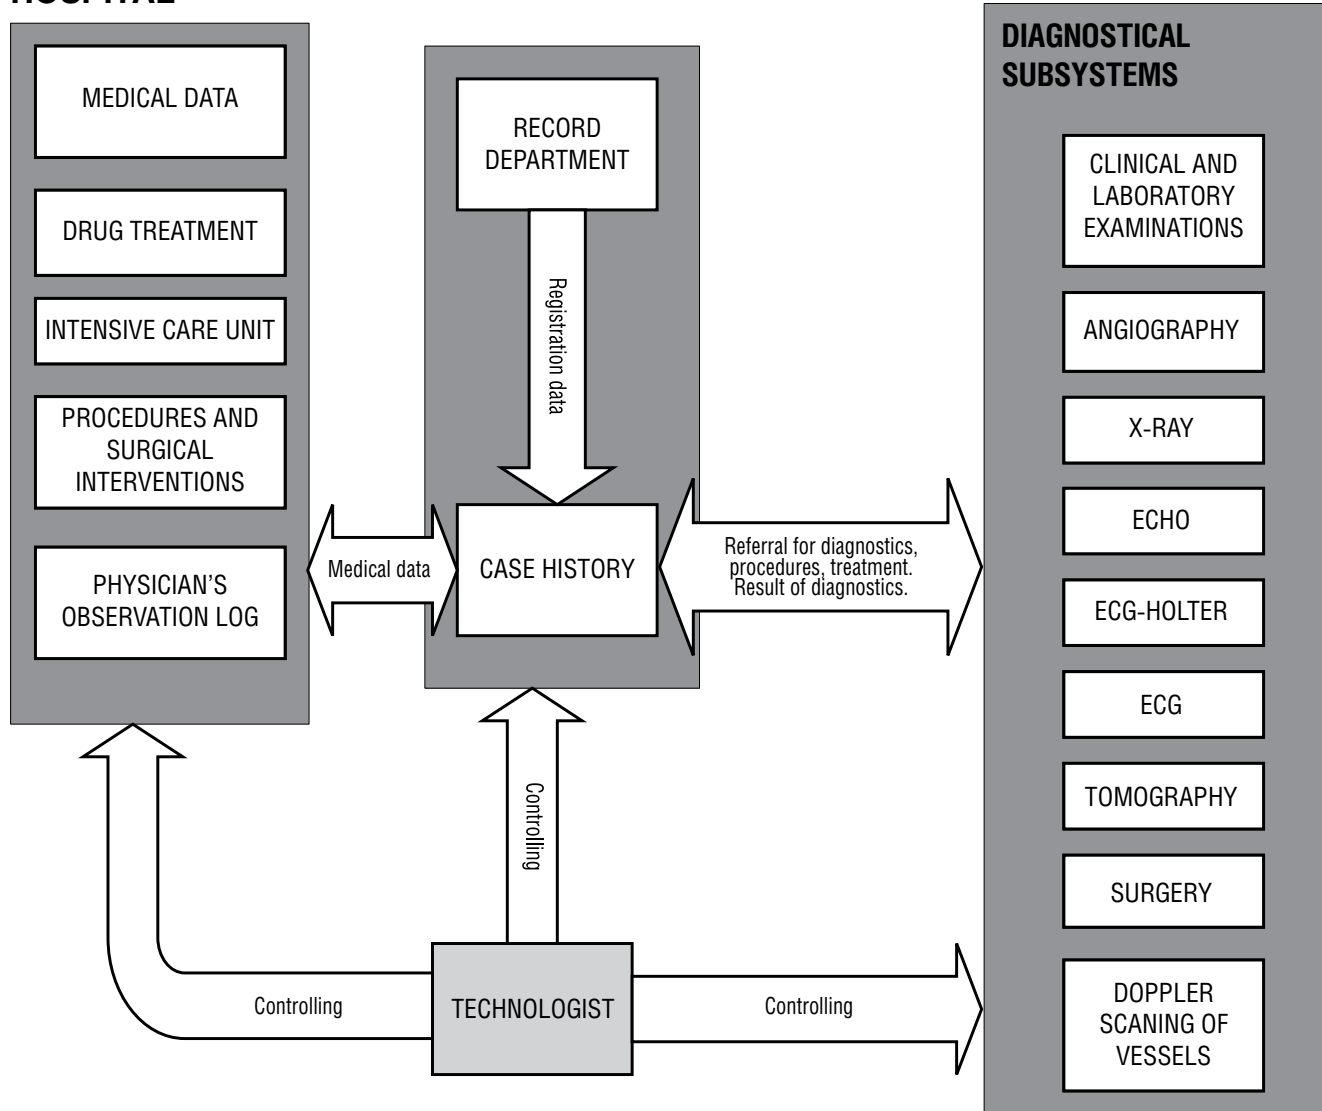 HOSPITAL
MEDICAL DATA
DRUG TREATMENT
INTENSIVE CARE UNIT
PROCEDURES AND
SURGICAL
INTERVENTIONS
PHYSICIAN'S
OBSERVATION LOG
RECORD
DEPARTMENT
Registration data
Medical data
CASE HISTORY
Referral for diagnostics,
procedures, treatment.
Result of diagnostics.
Controlling
Controlling
TECHNOLOGIST
Controlling
DIAGNOSTICAL
SUBSYSTEMS
CLINICAL AND
LABORATORY
EXAMINATIONS
ANGIOGRAPHY
X-RAY
ECHO
ECG-HOLTER
ECG
TOMOGRAPHY
SURGERY
DOPPLER
SCANING OF
VESSELS